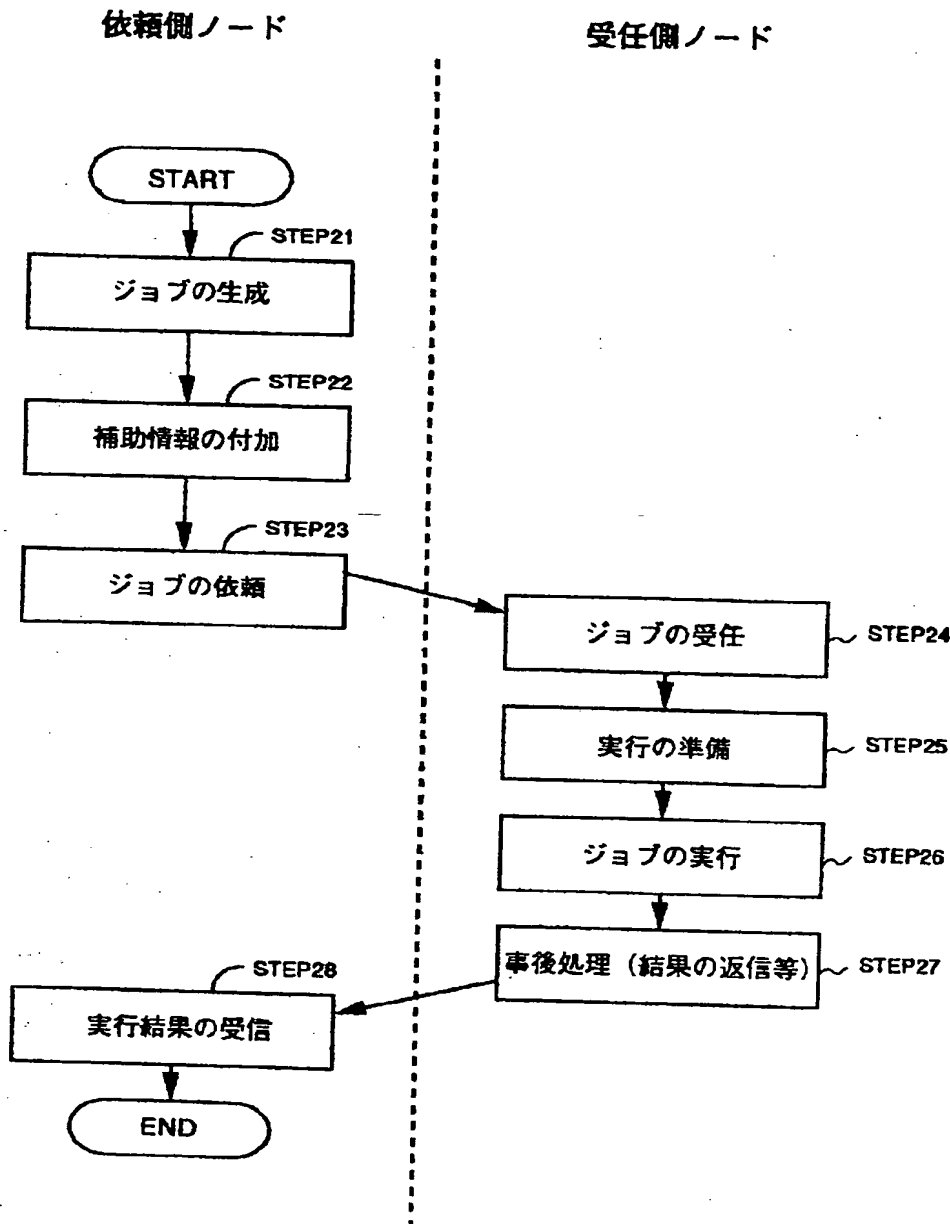 依頼側ノード
受任側ノード
START
STEP21
ジョブの生成
STEP22
補助情報の付加
STEP23
ジョブの依頼
ジョブの受任
STEP24
実行の準備
STEP25
ジョブの実行
STEP26
事後処理（結果の返信等）
STEP27
STEP28
実行結果の受信
END